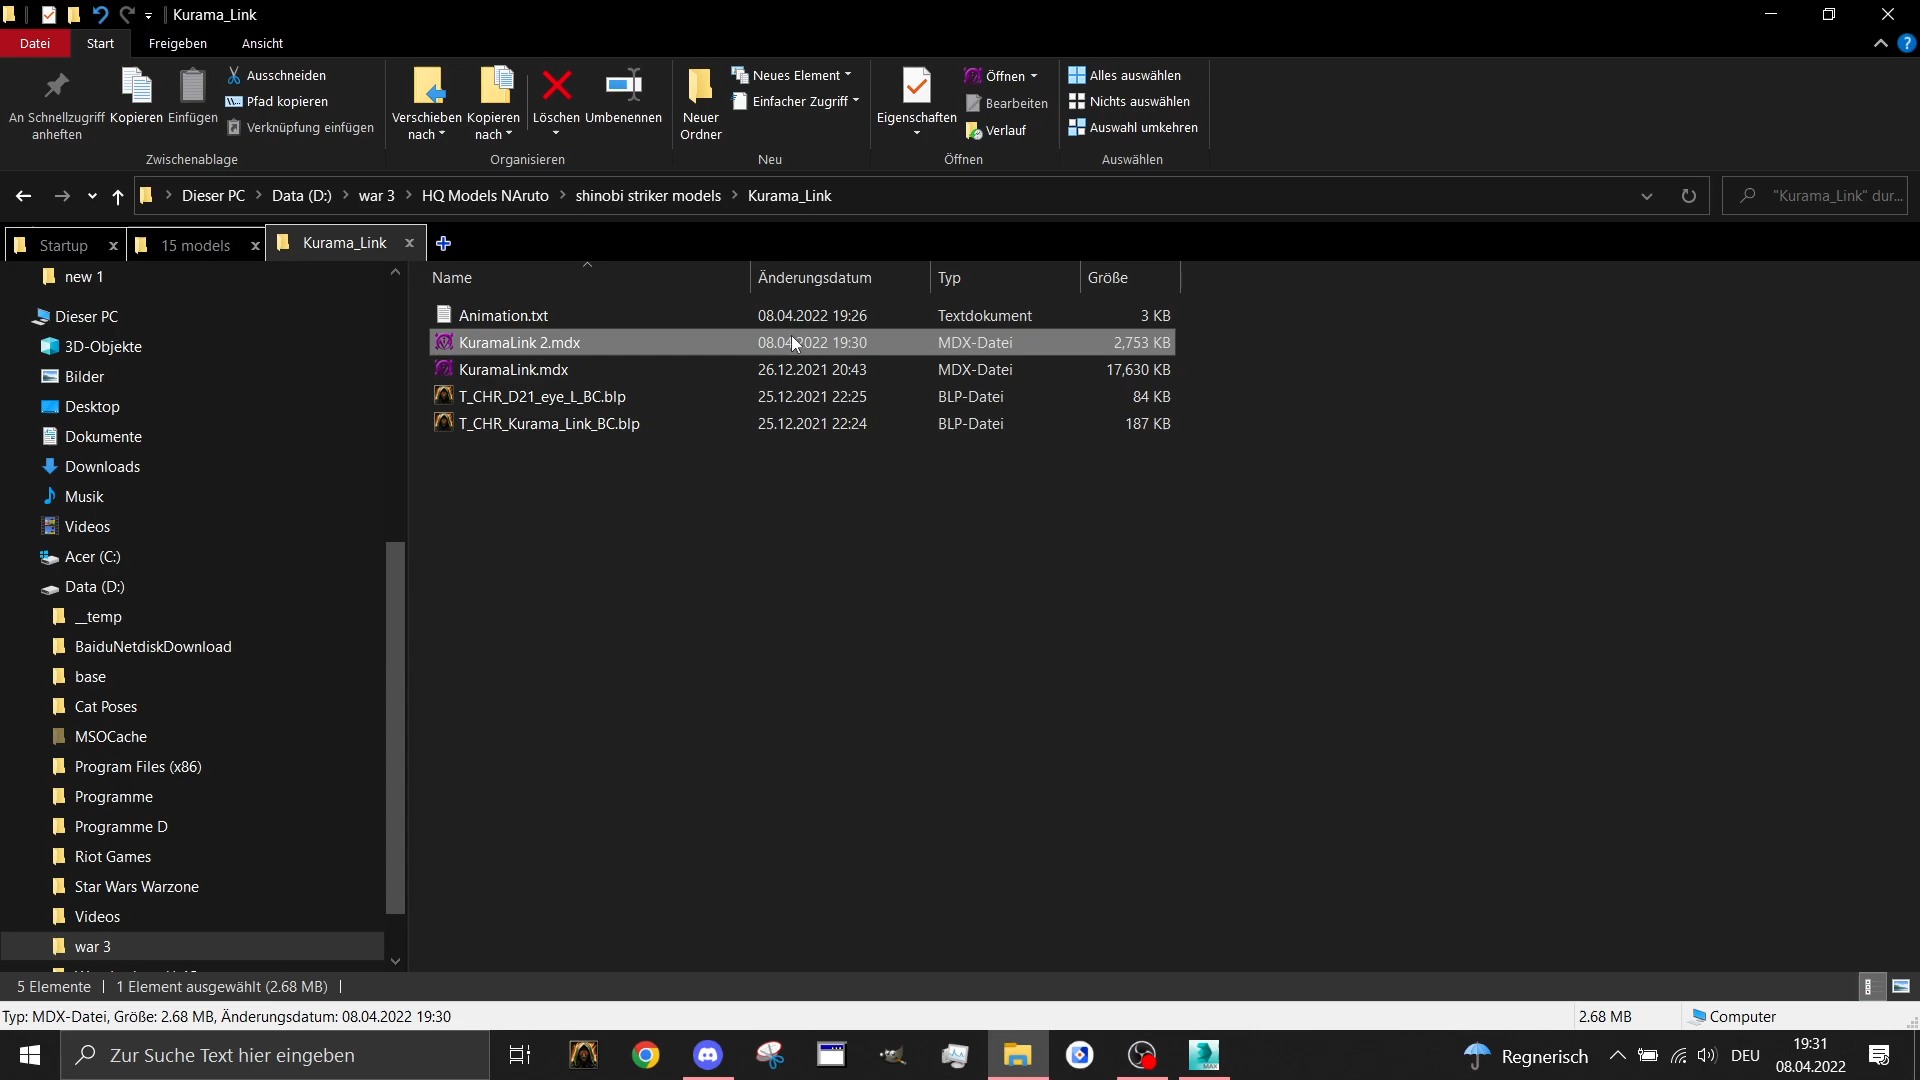 Kurama_Link
Datei Start Freigeben Ansicht
An Schnellzugriff anheften
Kopieren
Einfügen
Ausschneiden
Pfad kopieren
Verknüpfung einfügen
Zwischenablage
Verschieben nach
Kopieren nach
Löschen
Umbenennen
Organisieren
Neuer Ordner
Neues Element
Einfacher Zugriff
Neu
Eigenschaften
Öffnen
Bearbeiten
Verlauf
Öffnen
Alles auswählen
Nichts auswählen
Auswahl umkehren
Auswählen
Dieser PC > Data (D:) > war 3 > HQ Models NAruto > shinobi striker models > Kurama_Link
"Kurama_Link" dur...
Startup 15 models Kurama_Link
new 1
Dieser PC
3D-Objekte
Bilder
Desktop
Dokumente
Downloads
Musik
Videos
Acer (C:)
Data (D:)
__temp
BaiduNetdiskDownload
base
Cat Poses
MSOCache
Program Files (x86)
Programme
Programme D
Riot Games
Star Wars Warzone
Videos
war 3
Name Änderungsdatum Typ Größe
Animation.txt 08.04.2022 19:26 Textdokument 3 KB
KuramaLink 2.mdx 08.04.2022 19:30 MDX-Datei 2,753 KB
KuramaLink.mdx 26.12.2021 20:43 MDX-Datei 17,630 KB
T_CHR_D21_eye_L_BC.blp 25.12.2021 22:25 BLP-Datei 84 KB
T_CHR_Kurama_Link_BC.blp 25.12.2021 22:24 BLP-Datei 187 KB
5 Elemente 1 Element ausgewählt (2.68 MB)
Typ: MDX-Datei, Größe: 2.68 MB, Änderungsdatum: 08.04.2022 19:30 2.68 MB Computer
Zur Suche Text hier eingeben
MAX
Regnerisch
DEU
19:31
08.04.2022